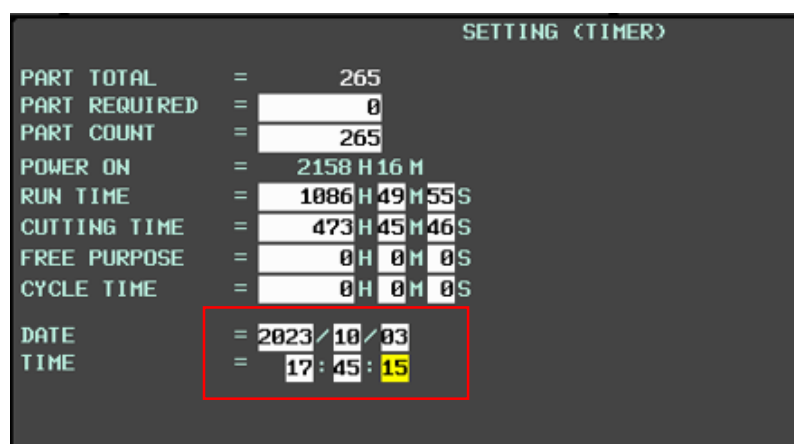 SETTING (TIMER)
PART TOTAL = 265
PART REQUIRED = 0
PART COUNT = 265
POWER ON = 2158 H 16 M
RUN TIME = 1086 H 49 M 55 S
CUTTING TIME = 473 H 45 M 46 S
FREE PURPOSE = 0 H 0 M 0 S
CYCLE TIME = 0 H 0 M 0 S
DATE = 2023/10/03
TIME = 17:45:15